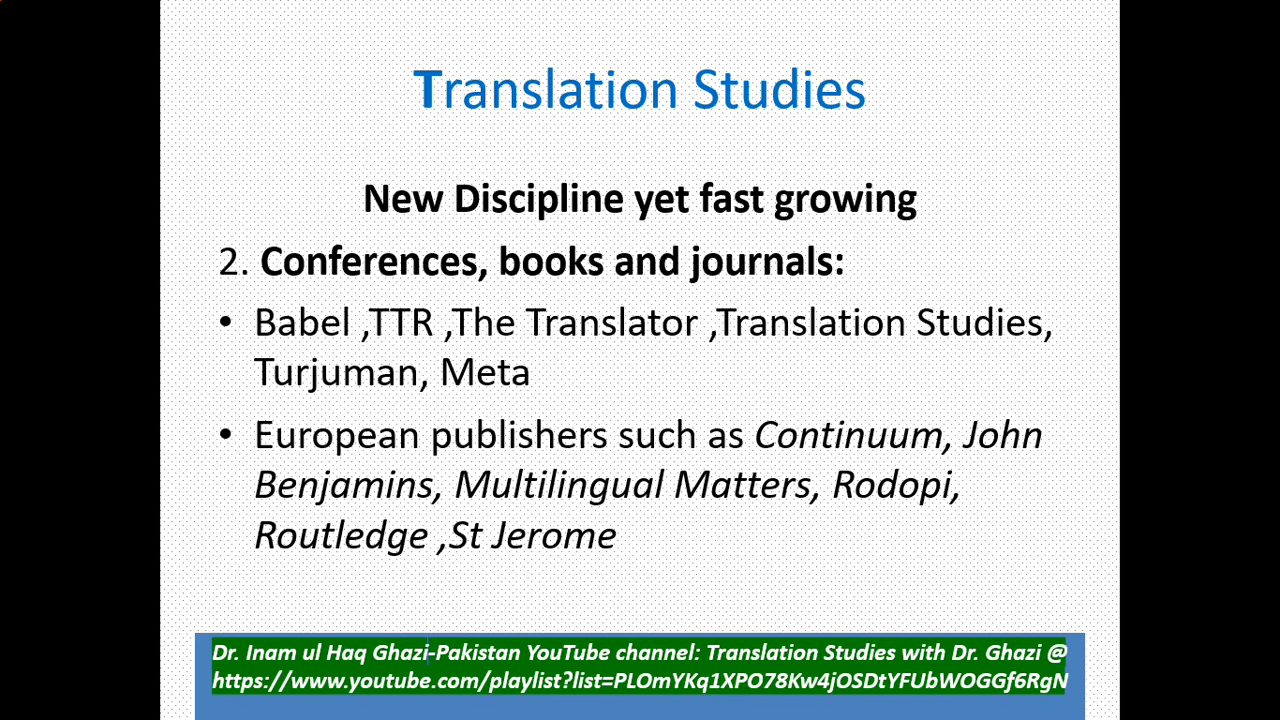 Translation Studies
New Discipline yet fast growing
2. Conferences, books and journals:
• Babel ,TTR ,The Translator ,Translation Studies,
Turjuman, Meta
• European publishers such as Continuum, John
Benjamins, Multilingual Matters, Rodopi,
Routledge ,St Jerome
Dr. Inam ul Haq Ghazi-Pakistan YouTube channel: Translation Studies with Dr. Ghazi @
https://www.youtube.com/playlist?list=PLOmYKq1XPO78Kw4jOSDtYFUbWOGGf6RgN